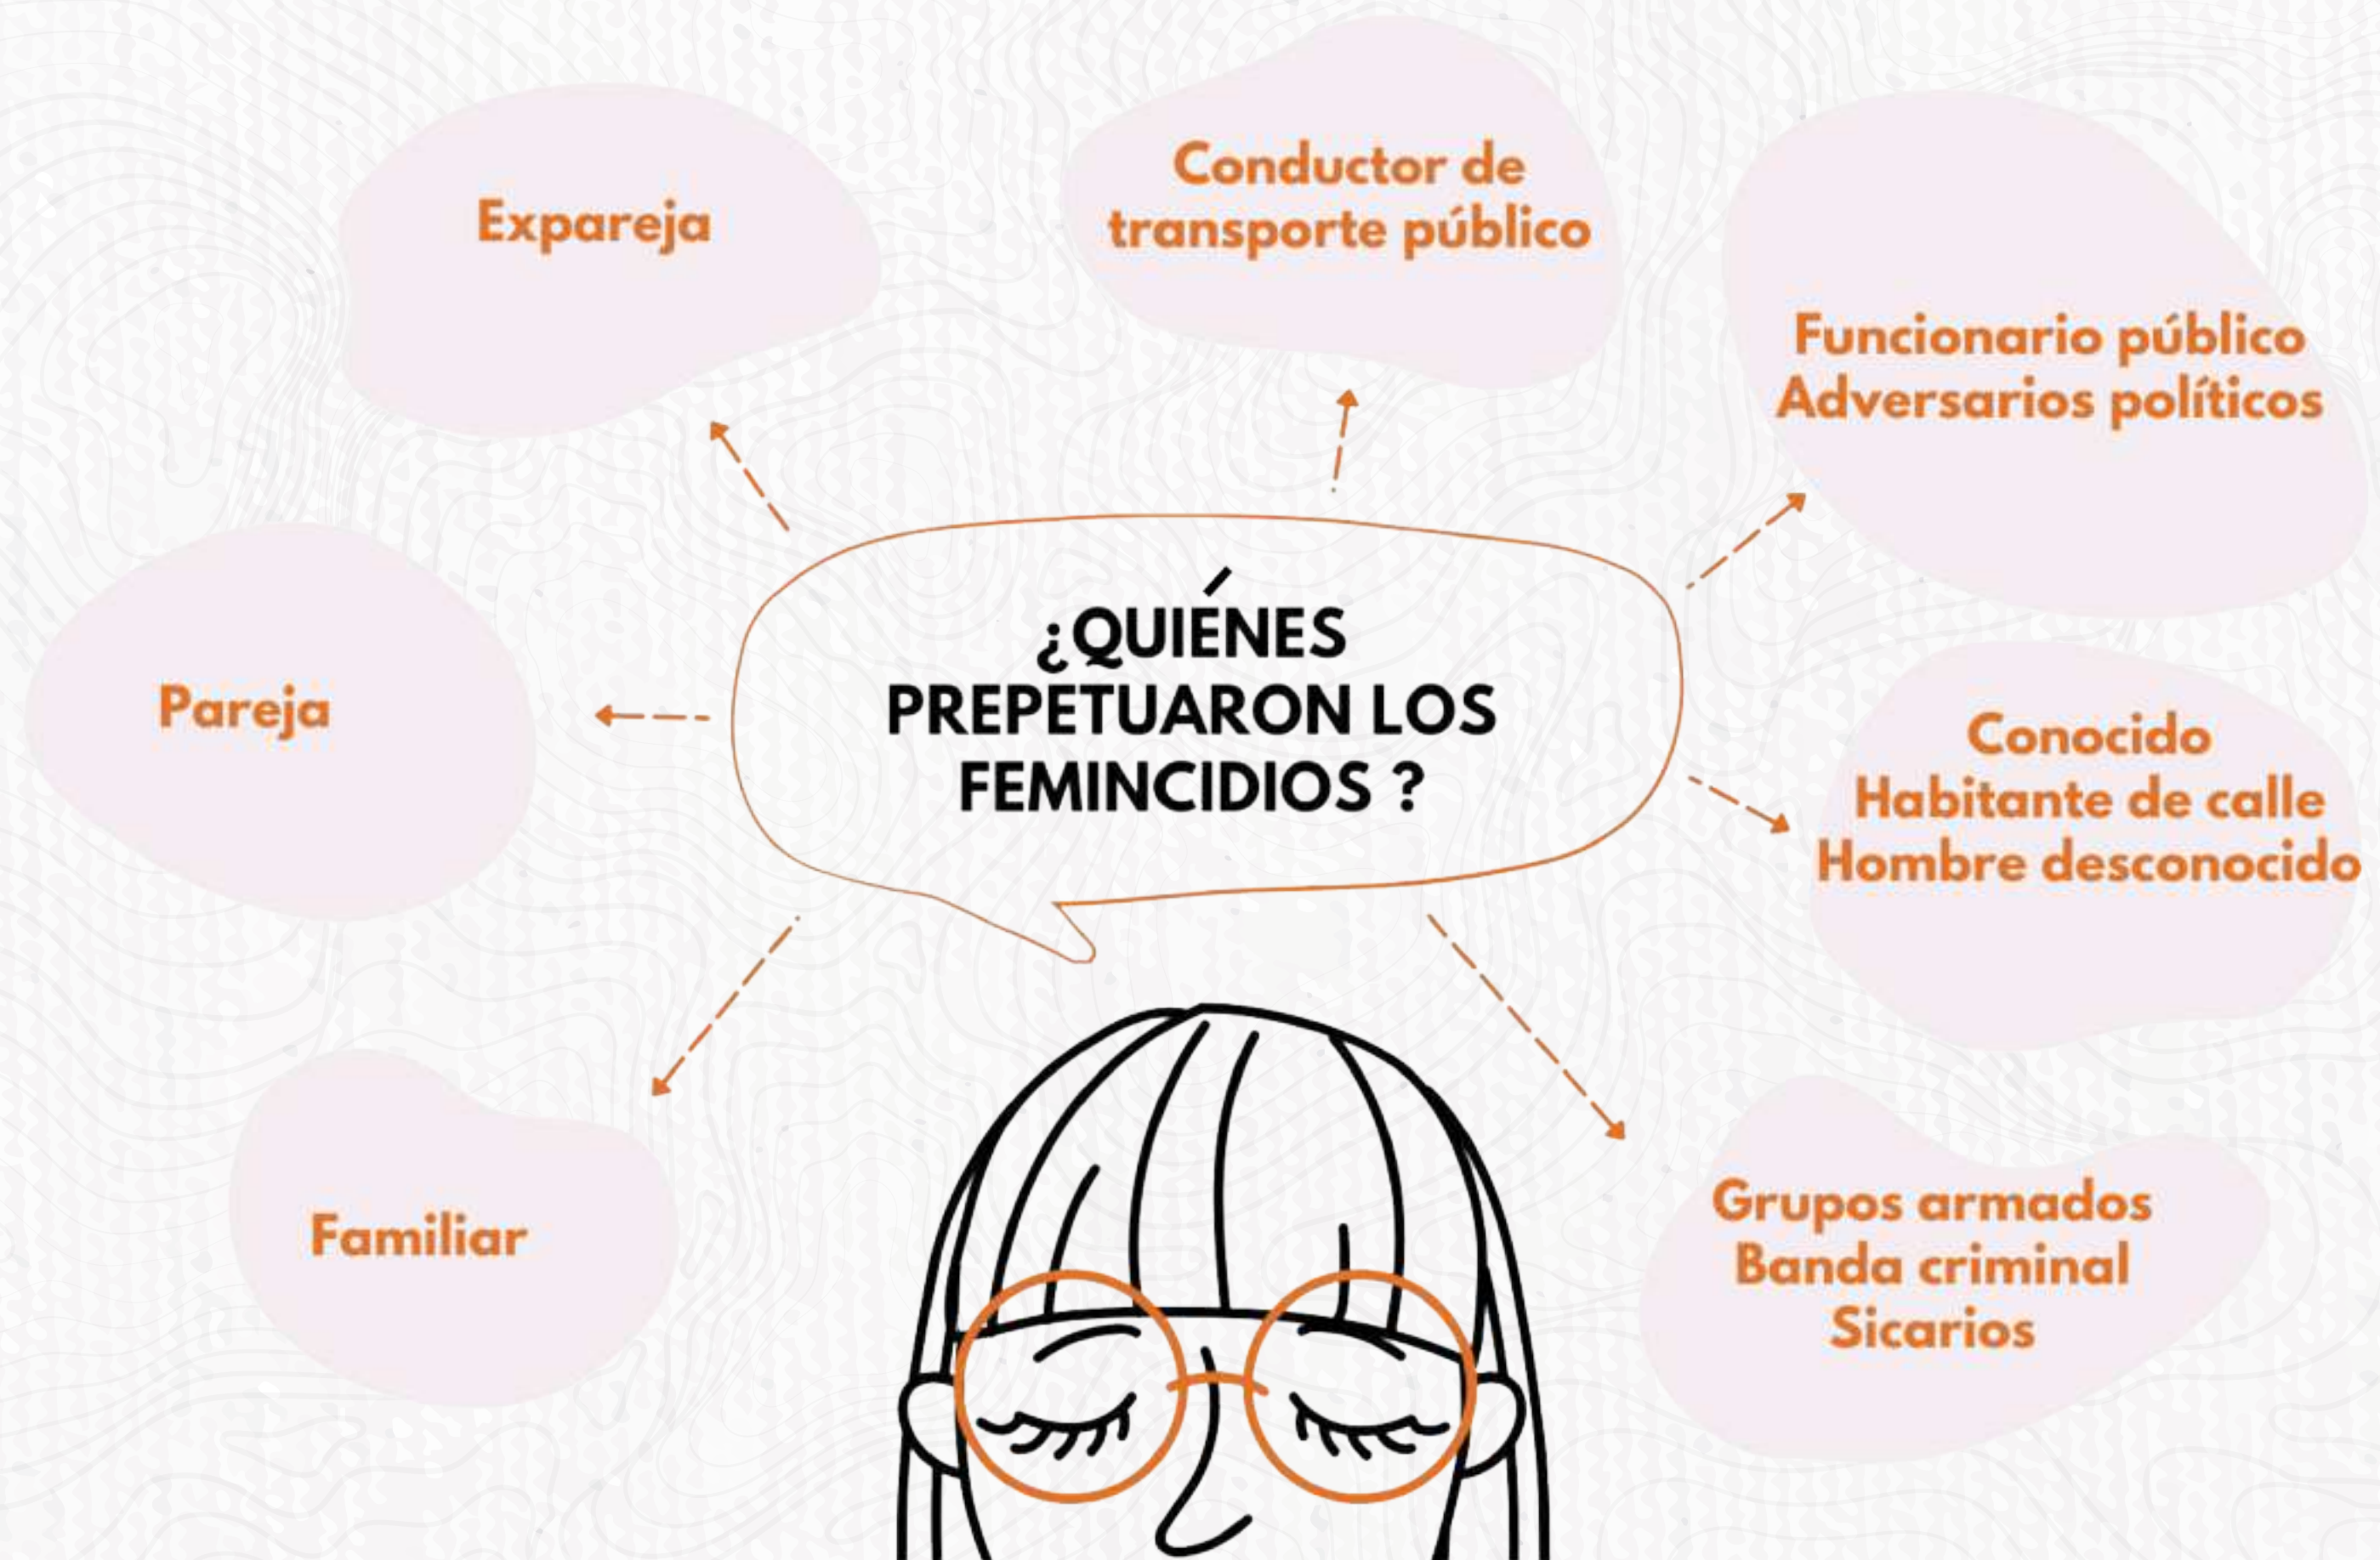 Expareja
Conductor de
transporte público
Funcionario público
Adversarios políticos
¿QUIÉNES
PREPETUARON LOS
FEMINCIDIOS ?
Pareja
Conocido
Habitante de calle
Hombre desconocido
Familiar
Grupos armados
Banda criminal
Sicarios